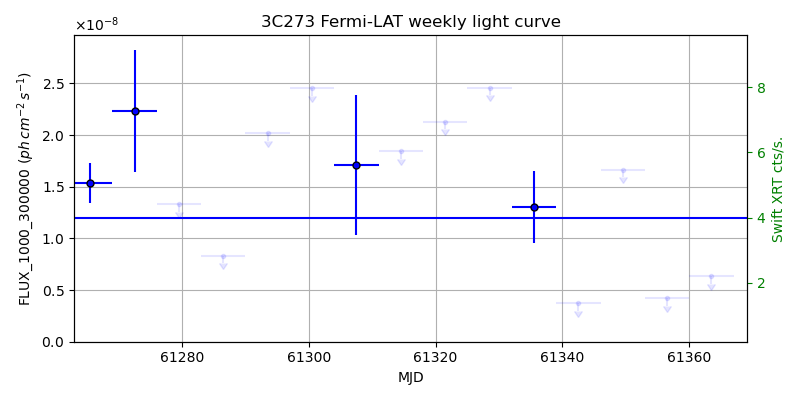 3C273 Fermi-LAT weekly light curve
×10⁻⁸
FLUX_1000_300000 (ph cm⁻² s⁻¹)
2.5
2.0
1.5
1.0
0.5
0.0
8
6
4
2
Swift XRT cts/s.
61280 61300 61320 61340 61360
MJD